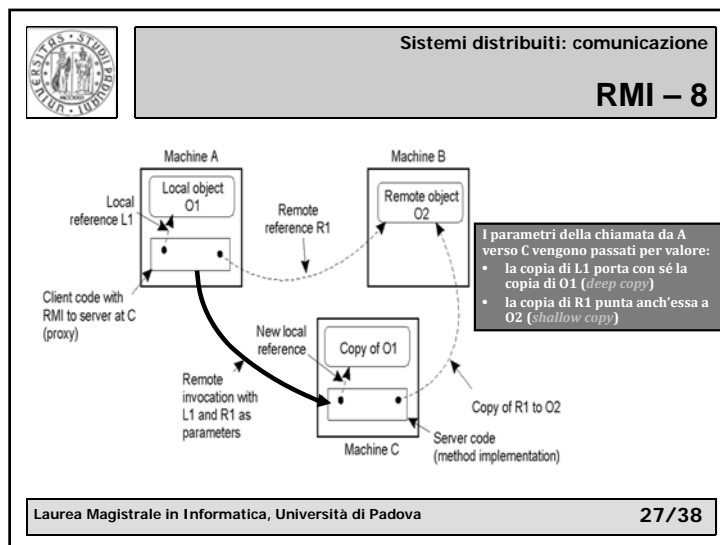 Sistemi distribuiti: comunicazione
RMI – 8
Machine A
Machine B
Local object
O1
Local
reference L1
Remote
reference R1
Remote object
O2
I parametri della chiamata da A
verso C vengono passati per valore:
• la copia di L1 porta con sé la
copia di O1 (deep copy)
• la copia di R1 punta anch'essa a
O2 (shallow copy)
Client code with
RMI to server at C
(proxy)
New local
reference
Copy of O1
Remote
invocation with
L1 and R1 as
parameters
Copy of R1 to O2
Machine C
Server code
(method implementation)
Laurea Magistrale in Informatica, Università di Padova
27/38